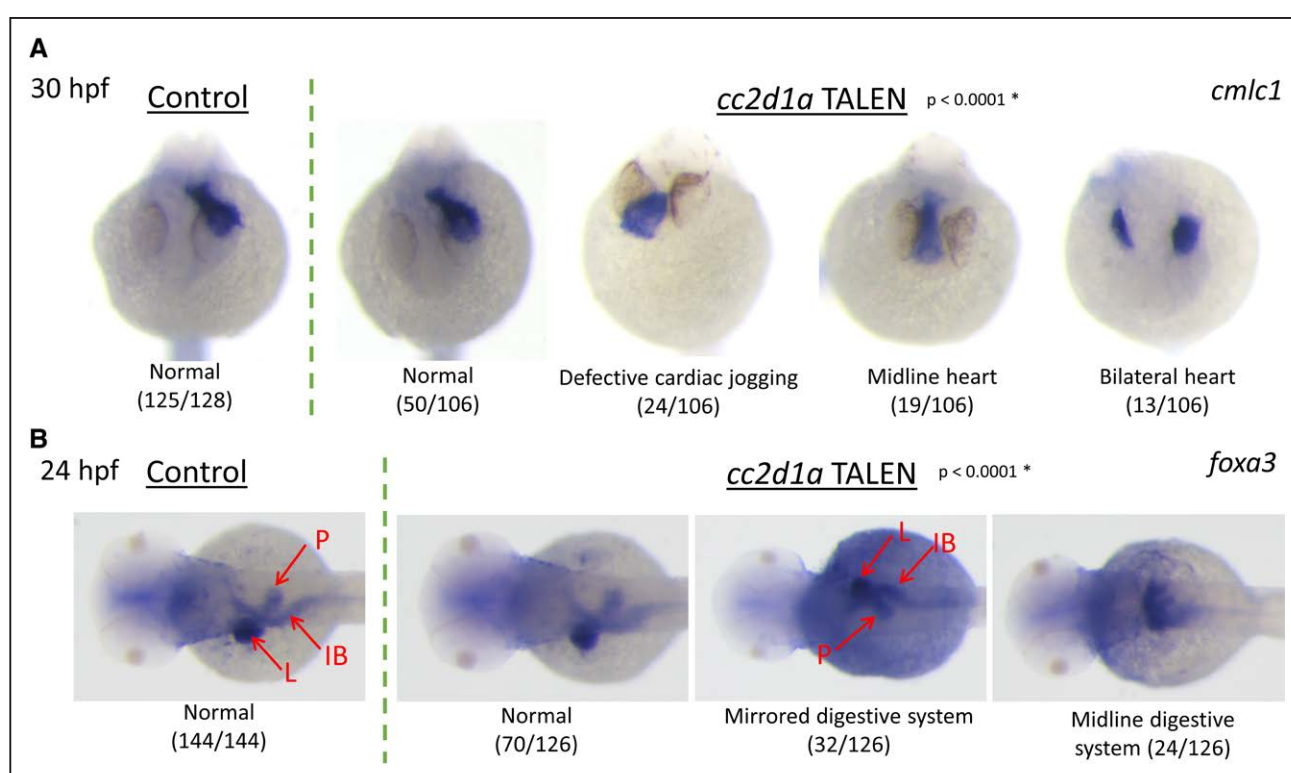 A
30 hpf
Control
cc2d1a TALEN p < 0.0001 *
cmlc1
Normal
(125/128)
Normal
(50/106)
Defective cardiac jogging
(24/106)
Midline heart
(19/106)
Bilateral heart
(13/106)
B
24 hpf
Control
cc2d1a TALEN p < 0.0001 *
foxa3
P
IB
L
L
IB
P
Normal
(144/144)
Normal
(70/126)
Mirrored digestive system
(32/126)
Midline digestive
system (24/126)